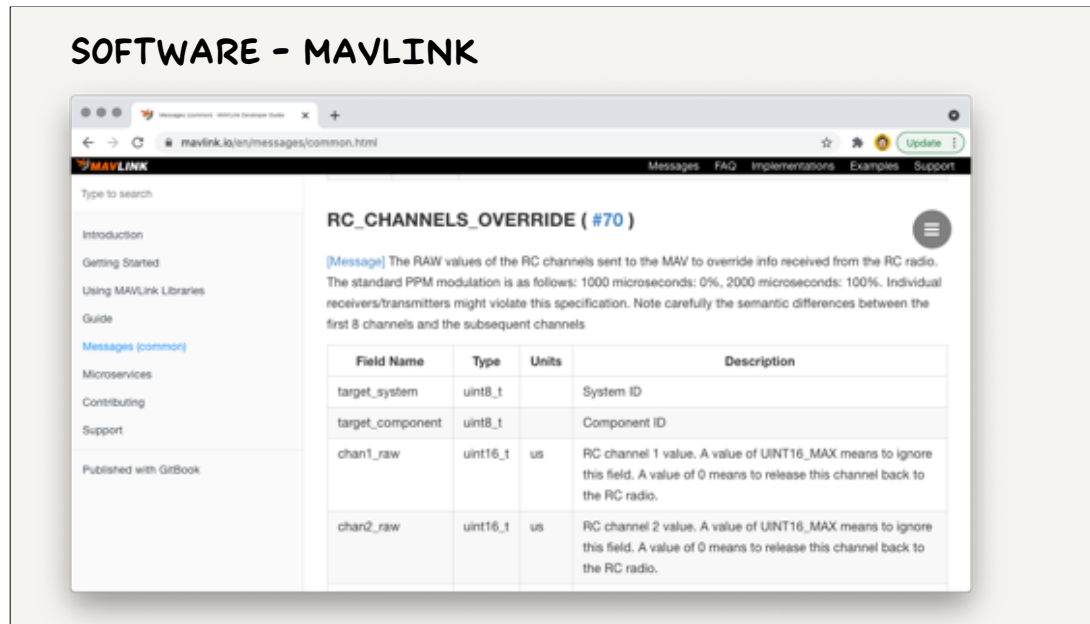 SOFTWARE - MAVLINK
Messages (common) · MAVLink Developer Guide
mavlink.io/en/messages/common.html
Update
MAVLINK
Messages FAQ Implementations Examples Support
Type to search
Introduction
Getting Started
Using MAVLink Libraries
Guide
Messages (common)
Microservices
Contributing
Support
Published with GitBook
RC_CHANNELS_OVERRIDE ( #70 )
[Message] The RAW values of the RC channels sent to the MAV to override info received from the RC radio.
The standard PPM modulation is as follows: 1000 microseconds: 0%, 2000 microseconds: 100%. Individual
receivers/transmitters might violate this specification. Note carefully the semantic differences between the
first 8 channels and the subsequent channels
Field Name Type Units Description
target_system uint8_t System ID
target_component uint8_t Component ID
chan1_raw uint16_t us RC channel 1 value. A value of UINT16_MAX means to ignore
this field. A value of 0 means to release this channel back to
the RC radio.
chan2_raw uint16_t us RC channel 2 value. A value of UINT16_MAX means to ignore
this field. A value of 0 means to release this channel back to
the RC radio.